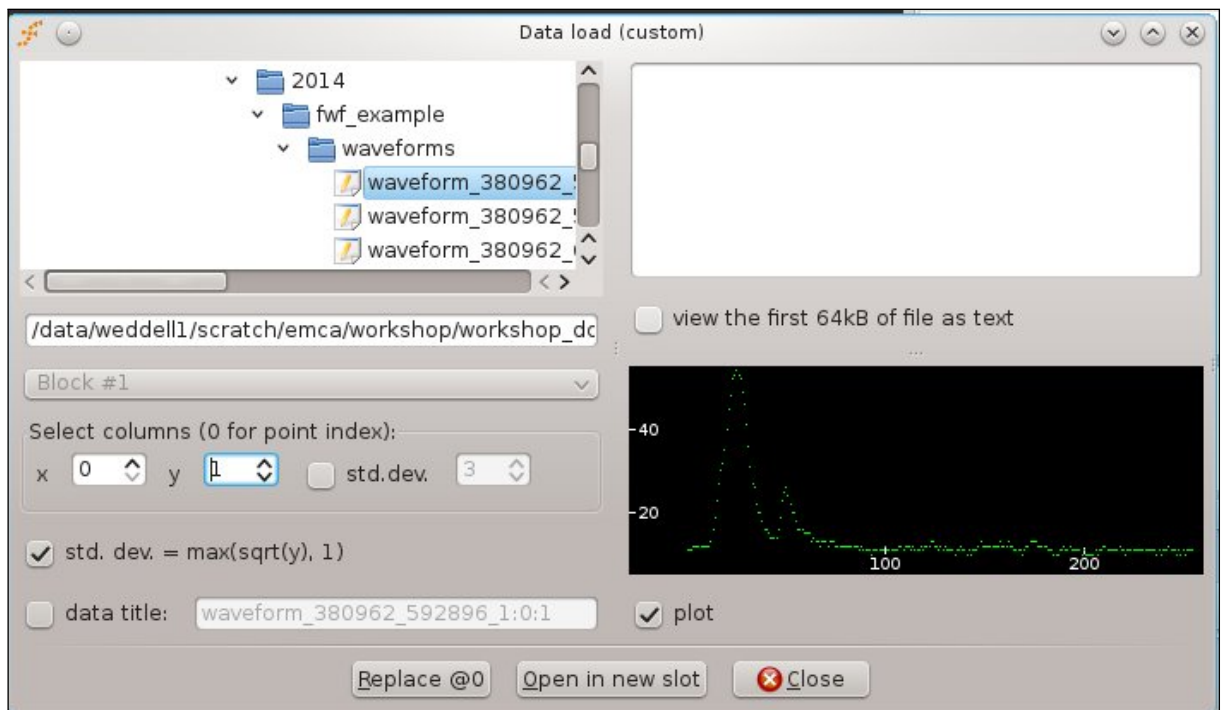 Data load (custom)
2014
fwf_example
waveforms
waveform_380962_
waveform_380962_
waveform_380962_
/data/weddell1/scratch/emca/workshop/workshop_dc
view the first 64kB of file as text
Block #1
Select columns (0 for point index):
x 0 y 1 std.dev. 3
std. dev. = max(sqrt(y), 1)
data title: waveform_380962_592896_1:0:1
40
20
100 200
plot
Replace @0 Open in new slot Close